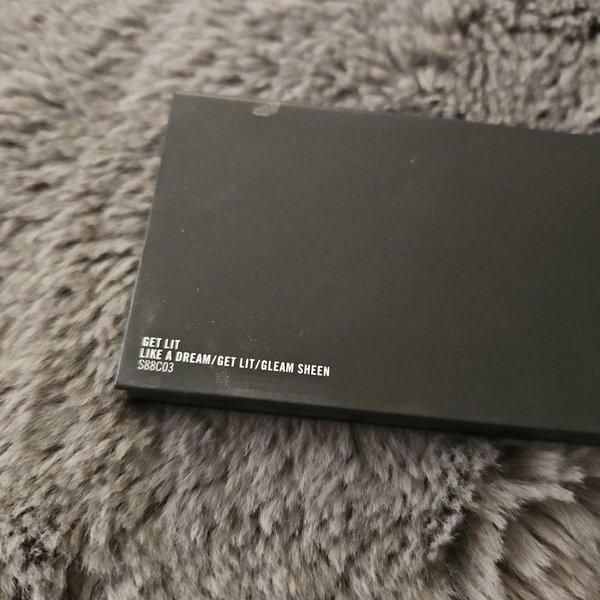 GET LIT
LIKE A DREAM/GET LIT/GLEAM SHEEN
S88C03